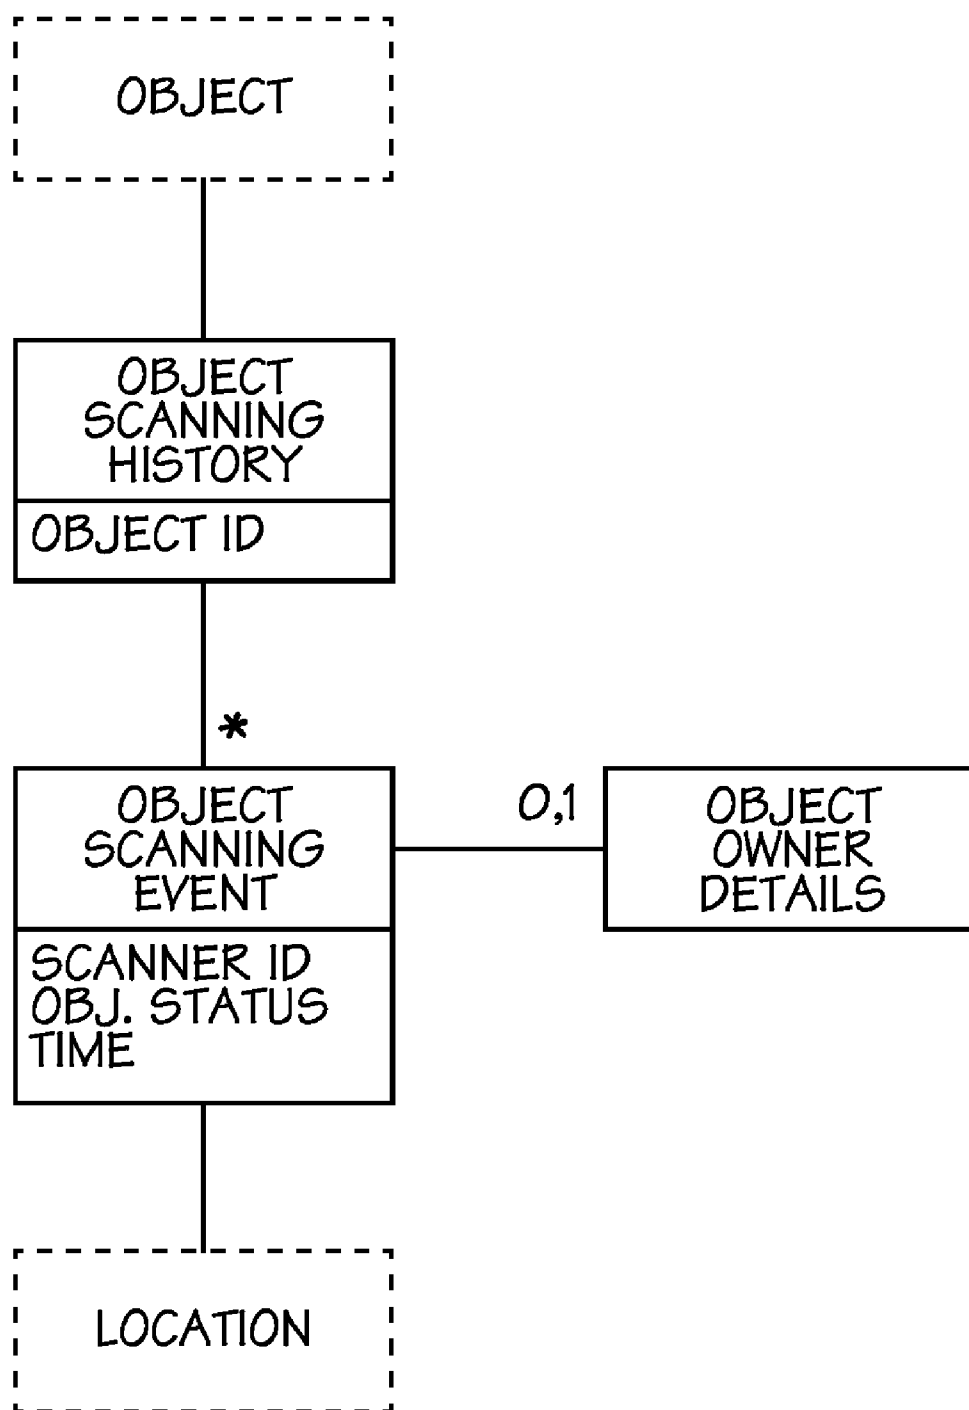 OBJECT
OBJECT
SCANNING
HISTORY
OBJECT ID
*
OBJECT
SCANNING
EVENT
0,1
OBJECT
OWNER
DETAILS
SCANNER ID
OBJ. STATUS
TIME
LOCATION